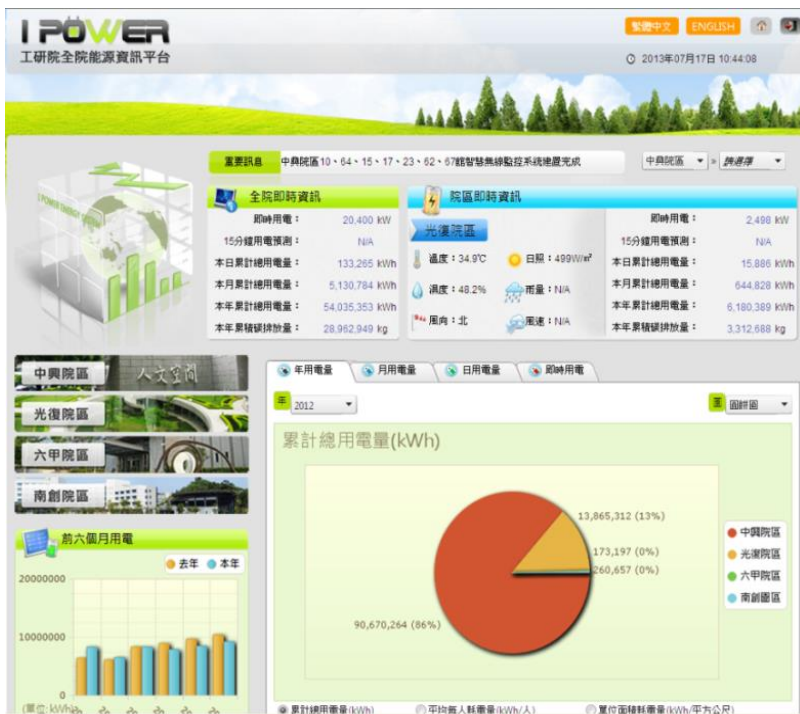 I POWER
繁體中文 ENGLISH
工研院全院能源資訊平台
2013年07月17日 10:44:08
重要訊息 中興院區10、64、15、17、23、62、67館智慧無線監控系統建置完成 中興院區 » 請選擇
I POWER ENERGY SYSTEM
全院即時資訊
即時用電: 20,400 kW
15分鐘用電預測: N/A
本日累計總用電量: 133,265 kWh
本月累計總用電量: 5,130,784 kWh
本年累計總用電量: 54,035,353 kWh
本年累積碳排放量: 28,962,949 kg
院區即時資訊
光復院區
溫度:34.9℃ 日照:499W/m²
濕度:48.2% 雨量:N/A
風向:北 風速:N/A
即時用電: 2,498 kW
15分鐘用電預測: N/A
本日累計總用電量: 15,886 kWh
本月累計總用電量: 644,828 kWh
本年累計總用電量: 6,180,389 kWh
本年累積碳排放量: 3,312,688 kg
中興院區 人文空間
光復院區
六甲院區
南創院區
前六個月用電
去年 本年
20000000
10000000
0
(單位:kWh)
年用電量 月用電量 日用電量 即時用電
年 2012 圖 圓餅圖
累計總用電量(kWh)
13,865,312 (13%)
173,197 (0%)
260,657 (0%)
90,670,264 (86%)
中興院區
光復院區
六甲院區
南創園區
累計總用電量(kWh) 平均每人耗電量(kWh/人) 單位面積耗電量(kWh/平方公尺)